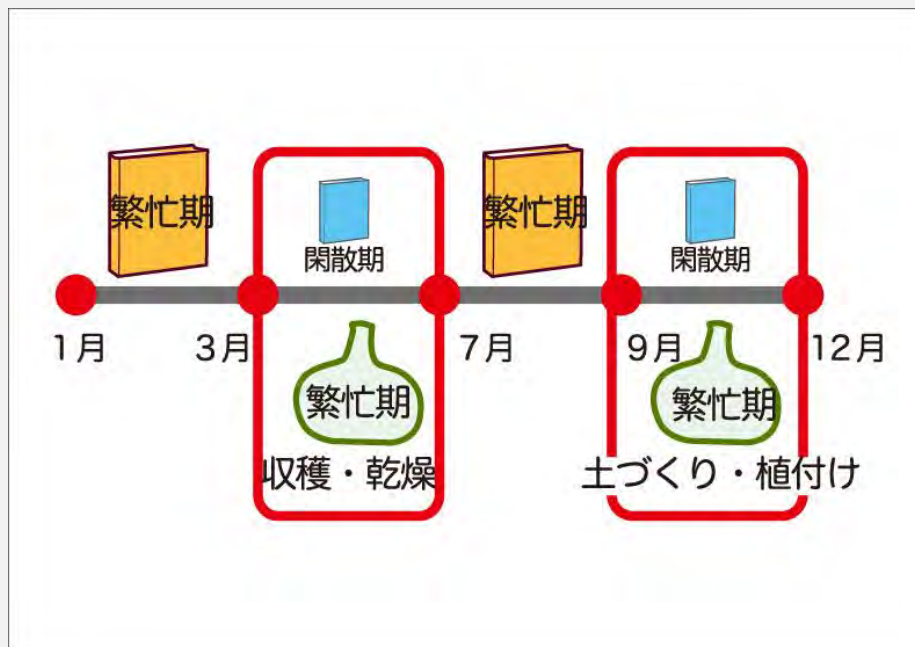 繁忙期
閑散期
繁忙期
閑散期
1月
3月
7月
9月
12月
繁忙期
繁忙期
収穫・乾燥
土づくり・植付け